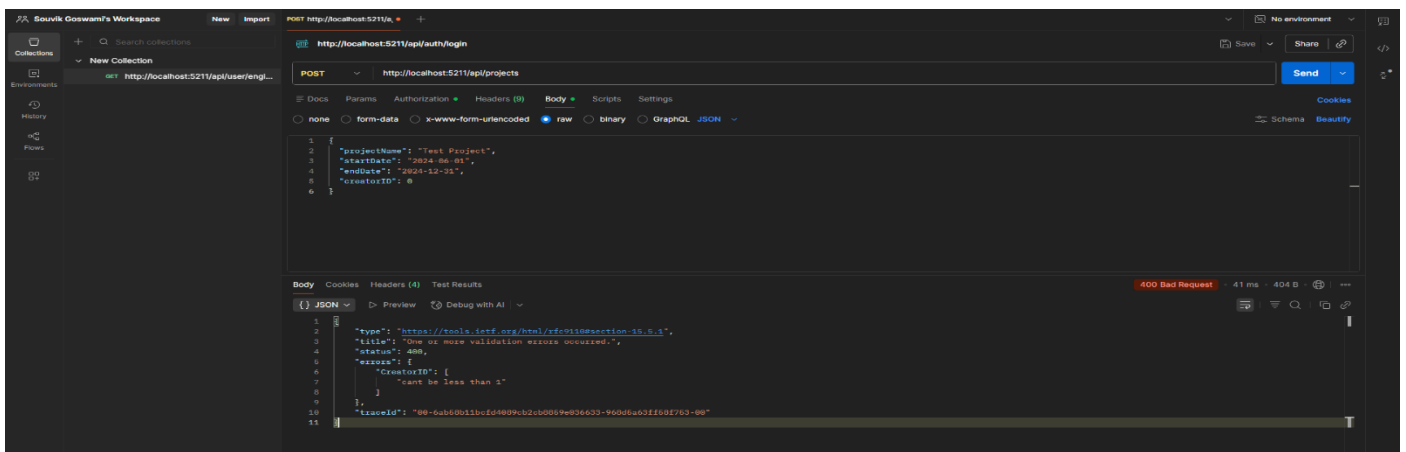 Souvik Goswami's Workspace New Import POST http://localhost:5211/a, No environment
Collections
Environments
History
Flows
Search collections
New Collection
GET http://localhost:5211/api/user/engl...
http://localhost:5211/api/auth/login Save Share
POST http://localhost:5211/api/projects Send
Docs Params Authorization Headers (9) Body Scripts Settings Cookies
none form-data x-www-form-urlencoded raw binary GraphQL JSON Schema Beautify
1 {
2 "projectName": "Test Project",
3 "startDate": "2024-06-01",
4 "endDate": "2024-12-31",
5 "creatorID": 0
6 }
Body Cookies Headers (4) Test Results 400 Bad Request 41 ms 404 B
{} JSON Preview Debug with AI
1 {
2 "type": "https://tools.ietf.org/html/rfc9110#section-15.5.1",
3 "title": "One or more validation errors occurred.",
4 "status": 400,
5 "errors": {
6 "CreatorID": [
7 "cant be less than 1"
8 ]
9 },
10 "traceId":
11 }